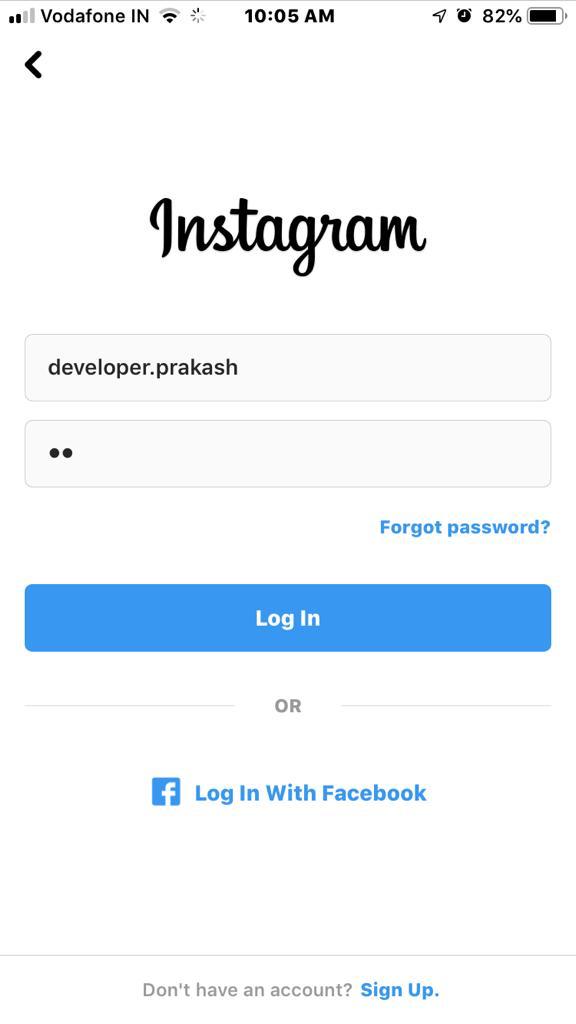 Vodafone IN 10:05 AM 82%
Instagram
developer.prakash
••
Forgot password?
Log In
OR
Log In With Facebook
Don't have an account? Sign Up.